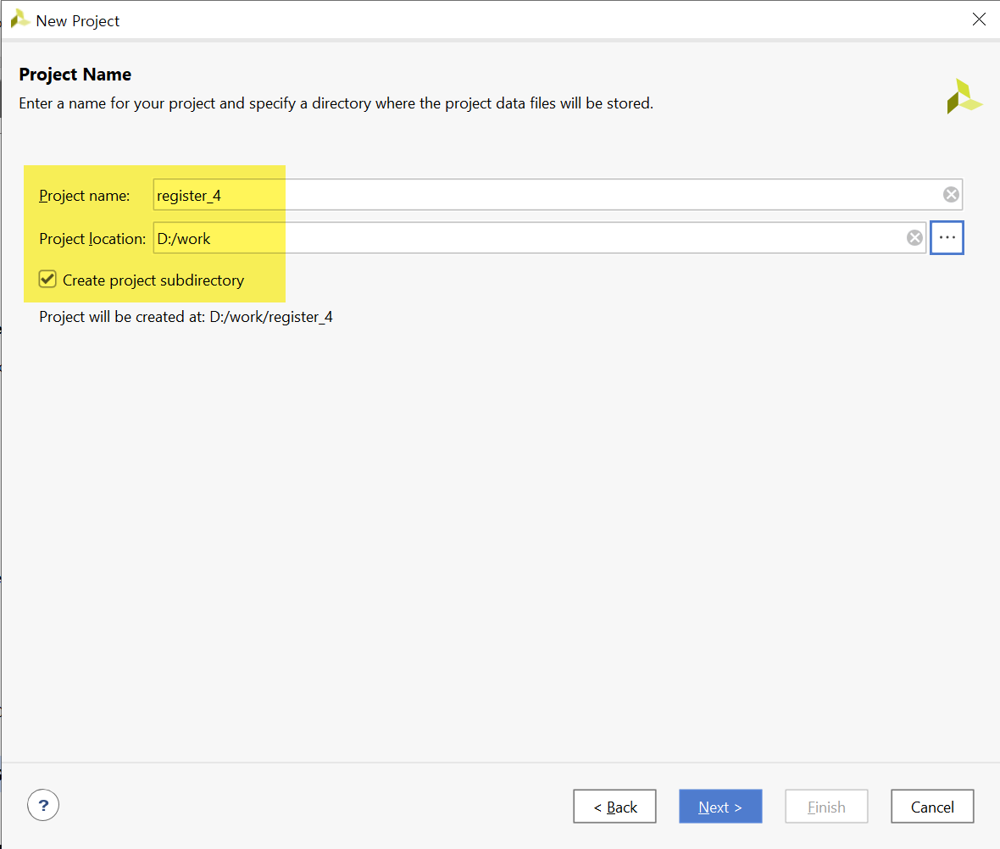 New Project
Project Name
Enter a name for your project and specify a directory where the project data files will be stored.
Project name: register_4
Project location: D:/work ...
Create project subdirectory
Project will be created at: D:/work/register_4
? < Back Next > Finish Cancel